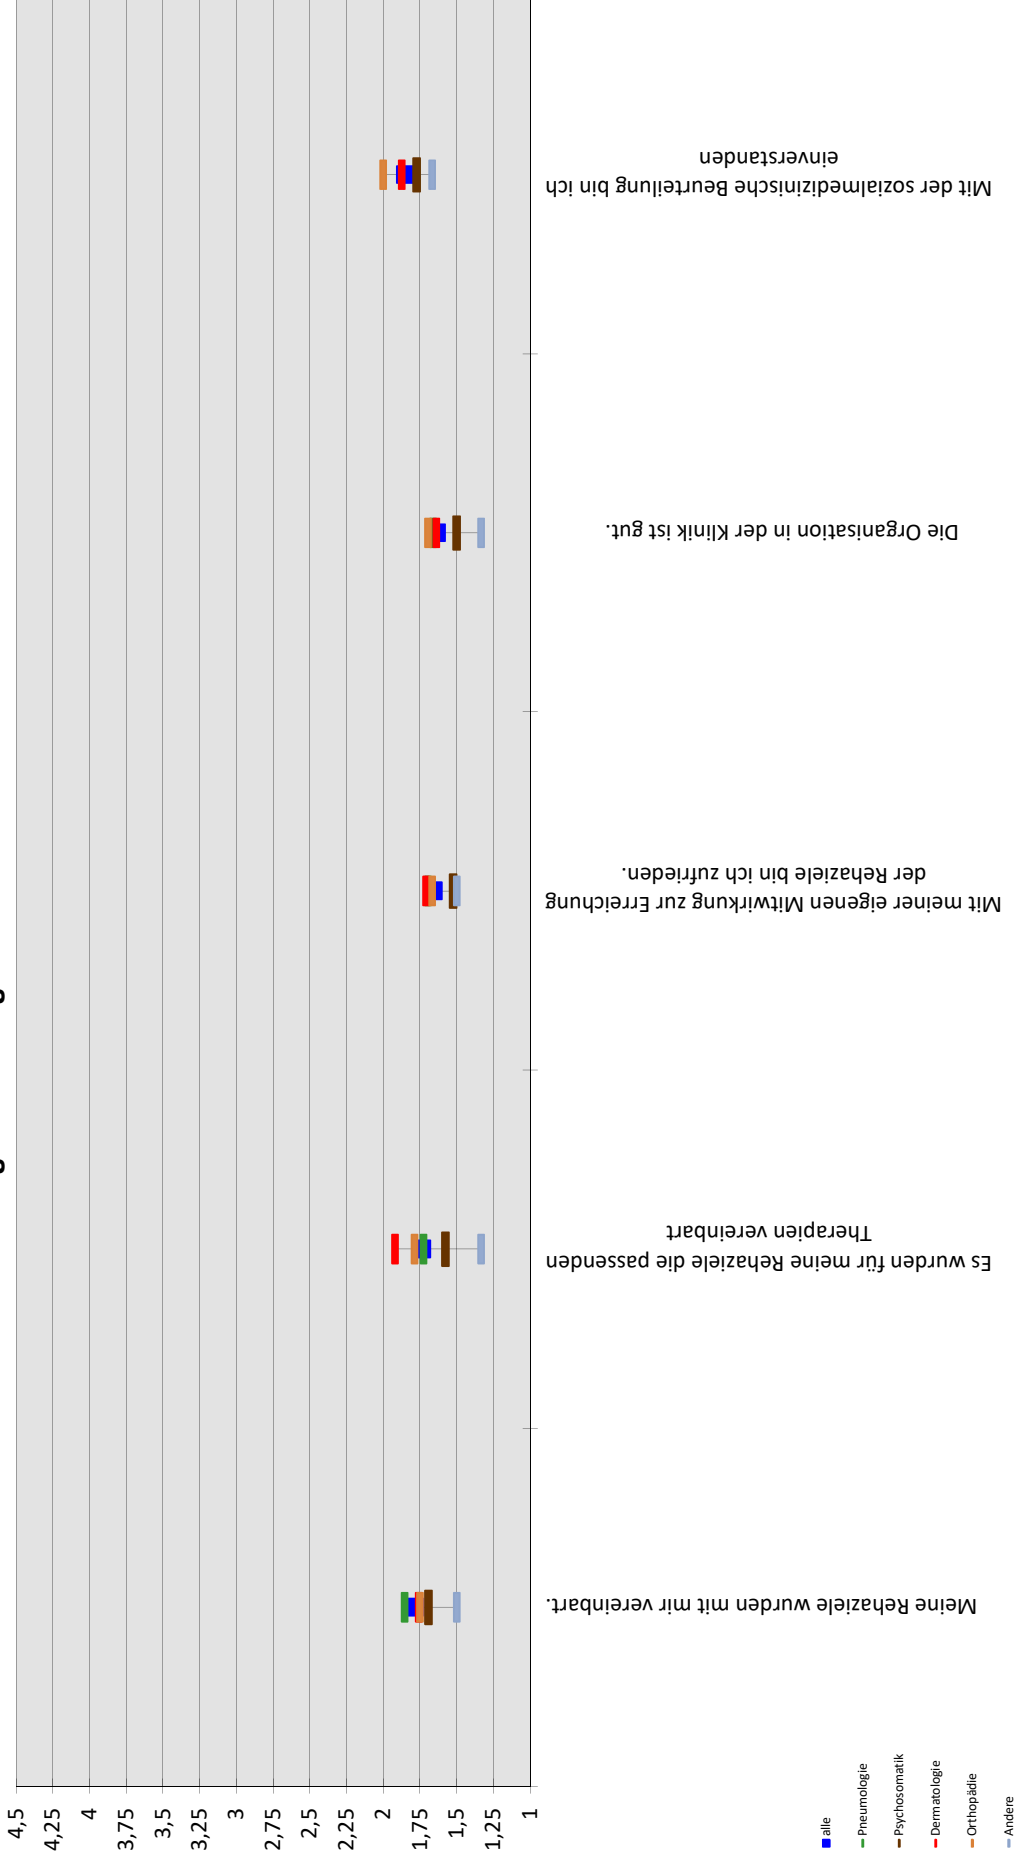 4,5
4,25
4
3,75
3,5
3,25
3
2,75
2,5
2,25
2
1,75
1,5
1,25
1
Meine Rehaziele wurden mit mir vereinbart.
Es wurden für meine Rehaziele die passenden
Therapien vereinbart
Mit meiner eigenen Mitwirkung zur Erreichung
der Rehaziele bin ich zufrieden.
Die Organisation in der Klinik ist gut.
Mit der sozialmedizinische Beurteilung bin ich
einverstanden
alle
Pneumologie
Psychosomatik
Dermatologie
Orthopädie
Andere